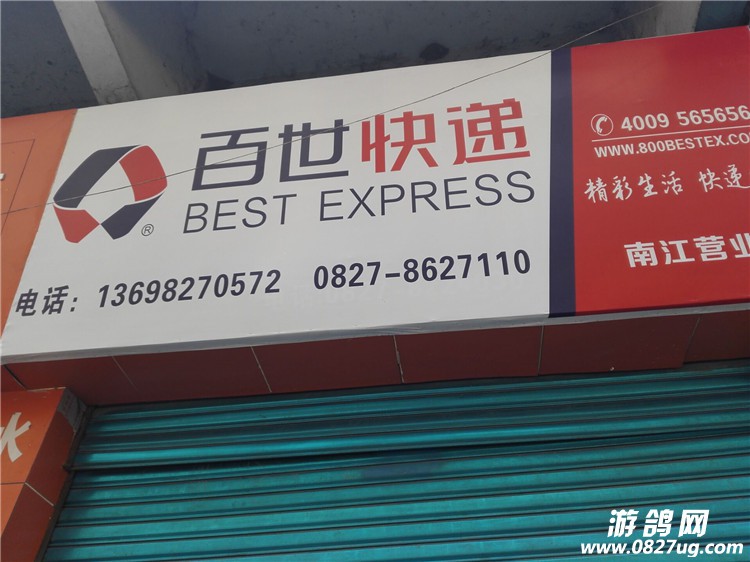 百世快递
BEST EXPRESS
®
电话: 13698270572 0827-8627110
4009 565656
WWW.800BESTEX.CO
精彩生活 快递
南江营业
K
游鸽网
www.0827ug.com